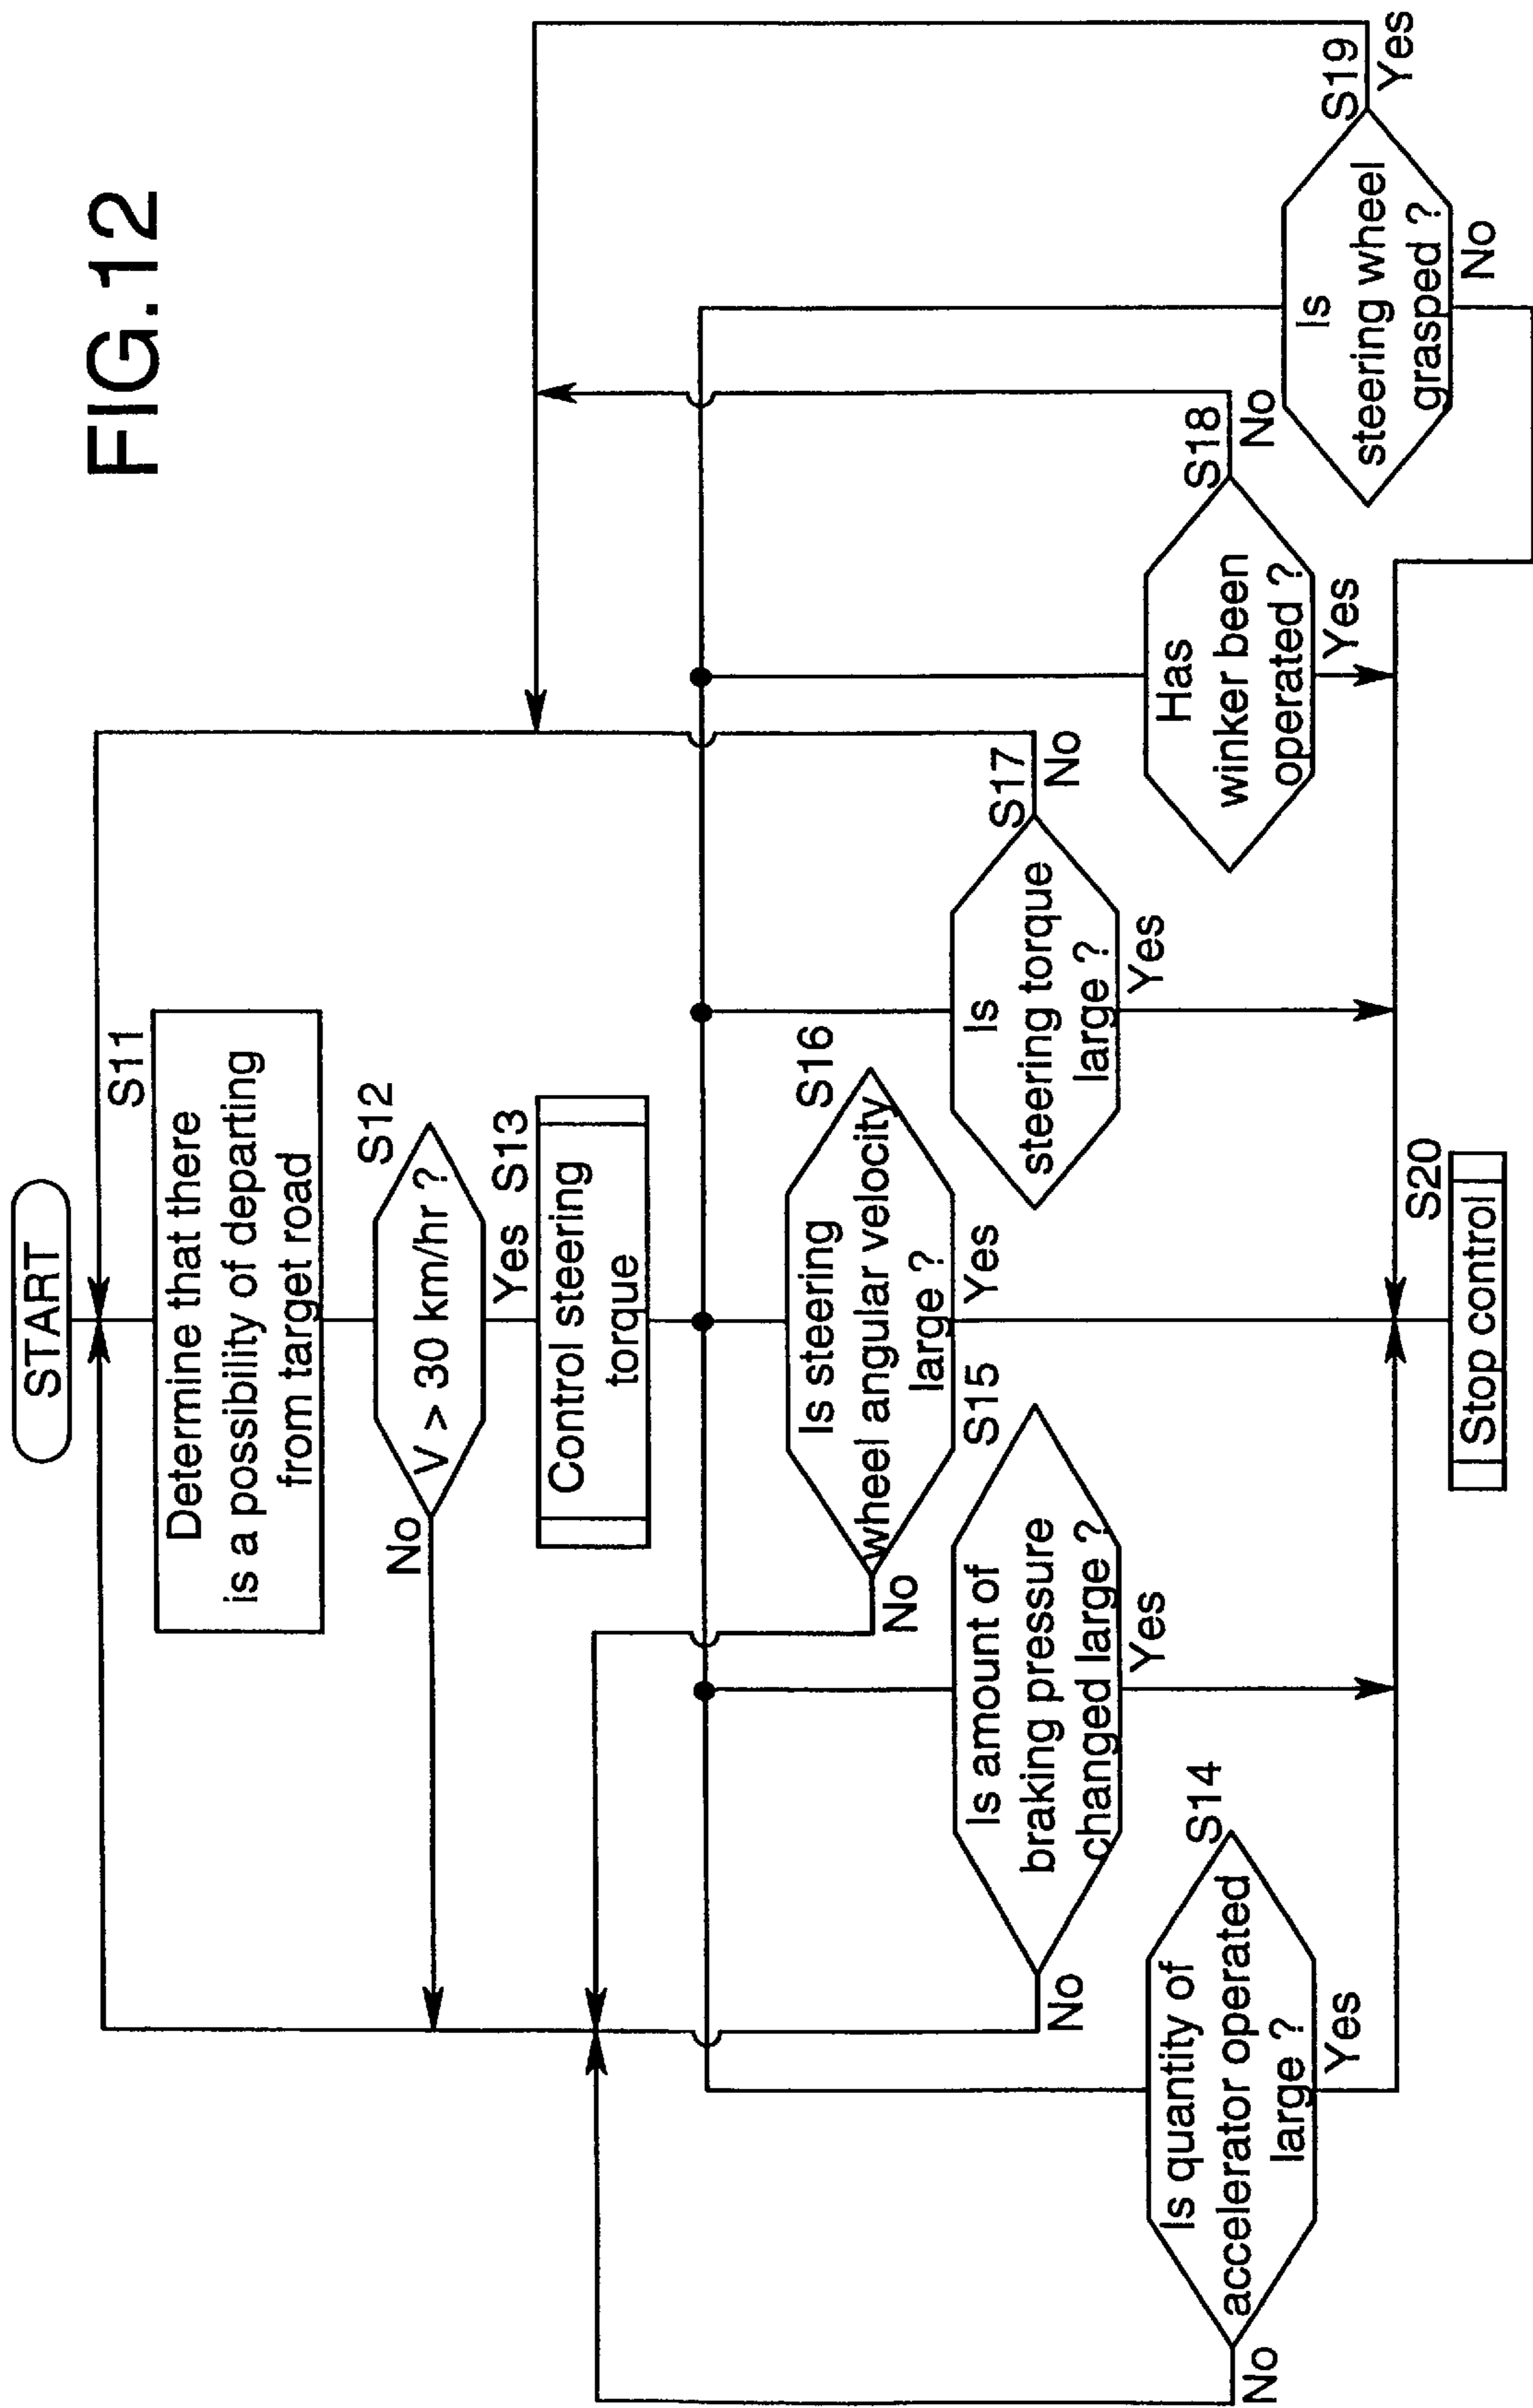 FIG.12
START
S11
Determine that there
is a possibility of departing
from target road
S12
V > 30 km/hr ?
No
Yes
S13
Control steering
torque
S14
Is quantity of
accelerator operated
large ?
No
Yes
S15
Is amount of
braking pressure
changed large ?
No
Yes
S16
Is steering
wheel angular velocity
large ?
No
Yes
S17
Is
steering torque
large ?
No
Yes
S18
Has
winker been
operated ?
No
Yes
S19
Is
steering wheel
grasped ?
Yes
No
S20
Stop control